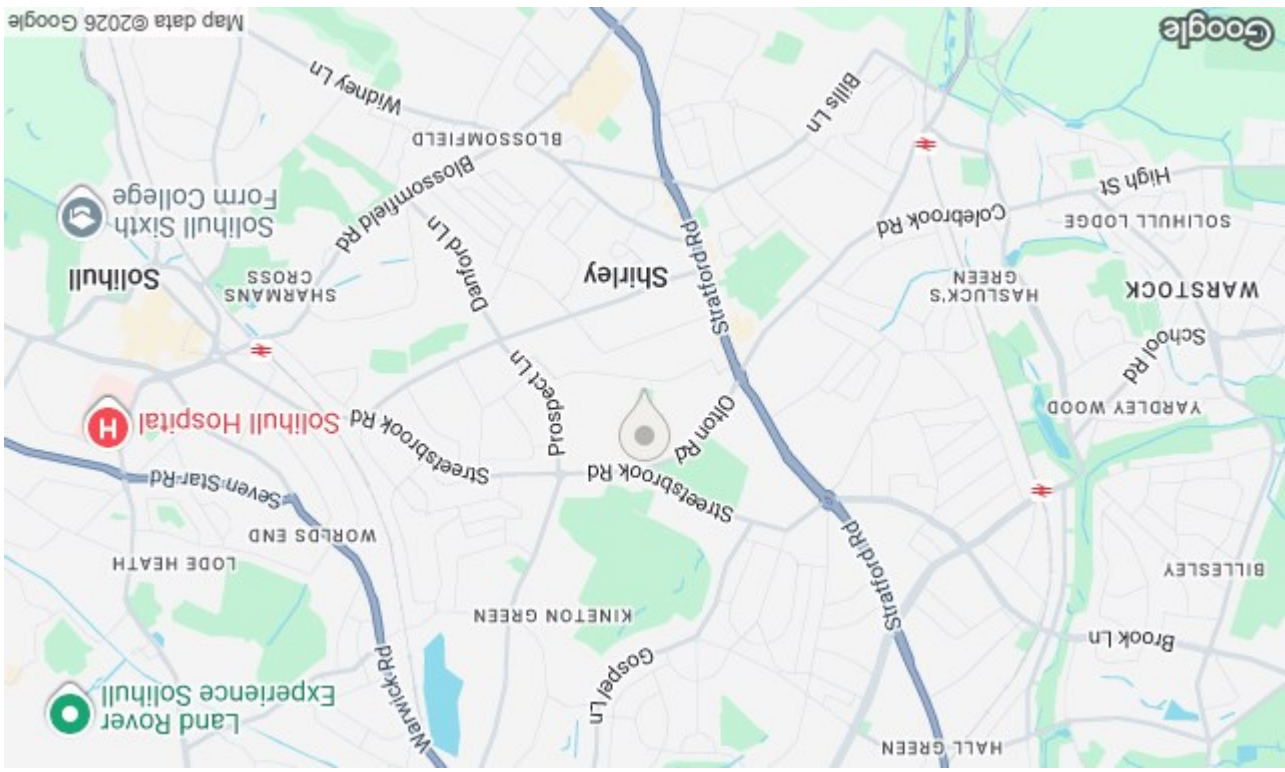 Land Rover
Experience Solihull
HALL GREEN
Gospel Ln
Brook Ln
Warwick Rd
KINETON GREEN
Stratford Rd
LODE HEATH
BILLESLEY
WORLDS END
Seven Star Rd
Streetsbrook Rd
Streetsbrook Rd
Solihull Hospital
H
Streetsbrook Rd
Prospect Ln
Olton Rd
YARDLEY WOOD
School Rd
Solihull
SHARMANS
CROSS
Danford Ln
Shirley
Stratford Rd
HASLUCK'S
GREEN
WARSTOCK
Solihull Sixth
Form College
Blossomfield Rd
Colebrook Rd
SOLIHULL LODGE
High St
BLOSSOMFIELD
Widney Ln
Bills Ln
Map data ©2026 Google
Google